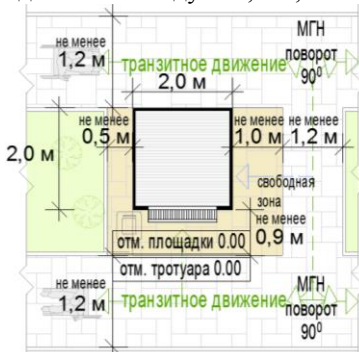 МГН
не менее
1,2 м
транзитное движение
поворот
90⁰
2,0 м
не менее
0,5 м
не менее
1,0 м
не менее
1,2 м
2,0 м
свободная
зона
не менее
0,9 м
отм. площадки 0.00
отм. тротуара 0.00
не менее
1,2 м
транзитное движение
МГН
поворот
90⁰